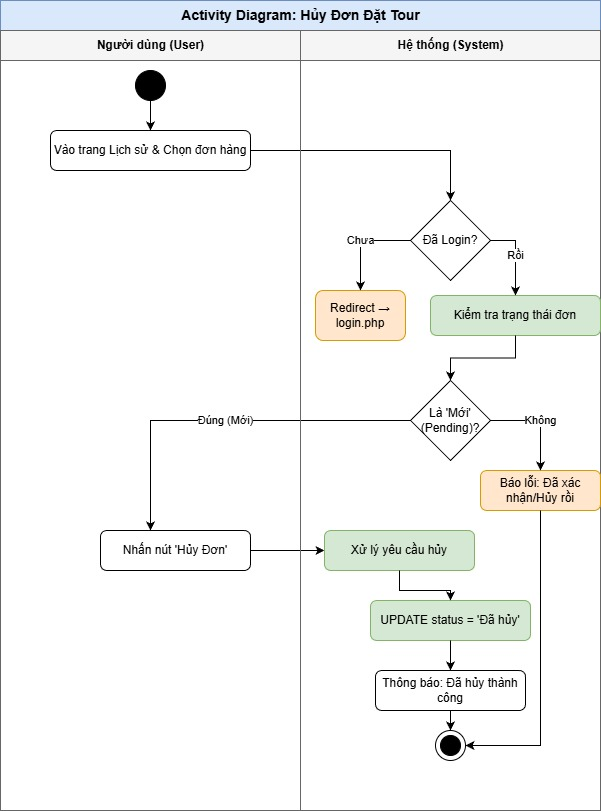 Activity Diagram: Hủy Đơn Đặt Tour
Người dùng (User)
Hệ thống (System)
Vào trang Lịch sử & Chọn đơn hàng
Đã Login?
Chưa
Rồi
Redirect →
login.php
Kiểm tra trạng thái đơn
Là 'Mới'
(Pending)?
Đúng (Mới)
Không
Báo lỗi: Đã xác
nhận/Hủy rồi
Nhấn nút 'Hủy Đơn'
Xử lý yêu cầu hủy
UPDATE status = 'Đã hủy'
Thông báo: Đã hủy thành
công